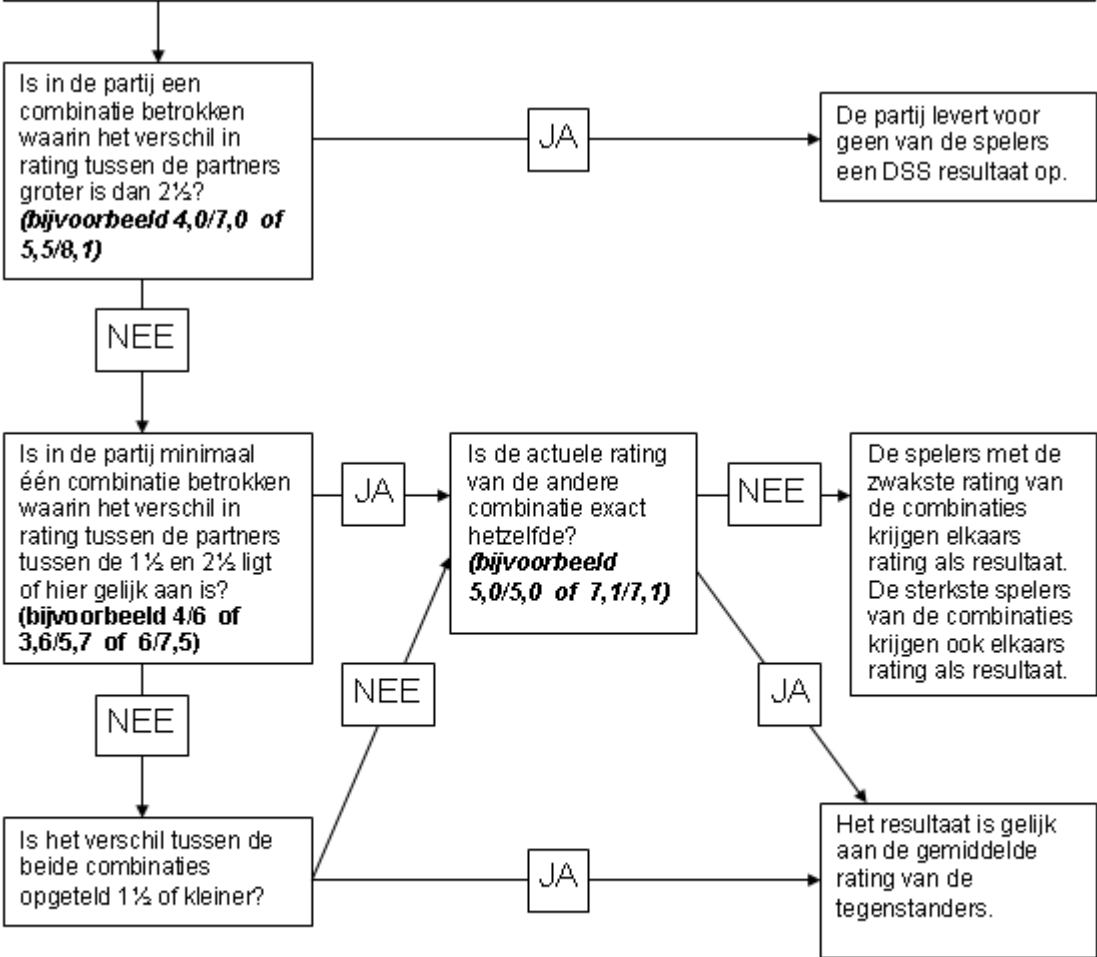 Is in de partij een
combinatie betrokken
waarin het verschil in
rating tussen de partners
groter is dan 2½?
(bijvoorbeeld 4,0/7,0 of
5,5/8,1)
JA
De partij levert voor
geen van de spelers
een DSS resultaat op.
NEE
Is in de partij minimaal
één combinatie betrokken
waarin het verschil in
rating tussen de partners
tussen de 1½ en 2½ ligt
of hier gelijk aan is?
(bijvoorbeeld 4/6 of
3,6/5,7 of 6/7,5)
JA
Is de actuele rating
van de andere
combinatie exact
hetzelfde?
(bijvoorbeeld
5,0/5,0 of 7,1/7,1)
NEE
De spelers met de
zwakste rating van
de combinaties
krijgen elkaars
rating als resultaat.
De sterkste spelers
van de combinaties
krijgen ook elkaars
rating als resultaat.
NEE
NEE
JA
Is het verschil tussen de
beide combinaties
opgeteld 1½ of kleiner?
JA
Het resultaat is gelijk
aan de gemiddelde
rating van de
tegenstanders.